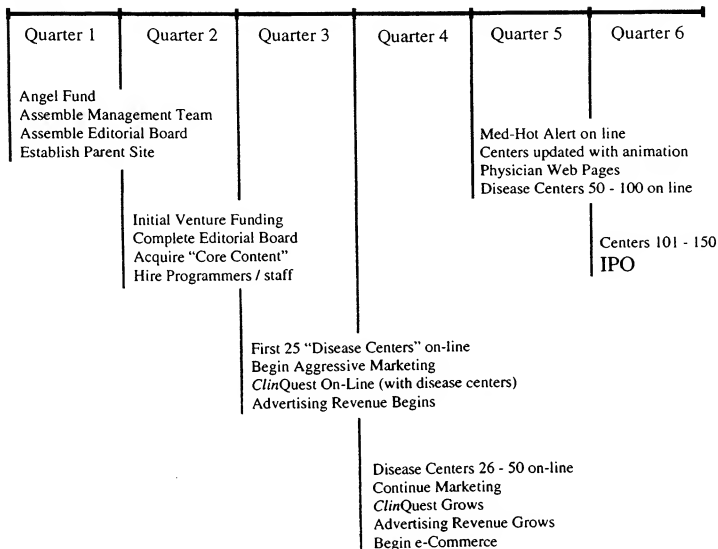 Quarter 1
Quarter 2
Quarter 3
Quarter 4
Quarter 5
Quarter 6
Angel Fund
Assemble Management Team
Assemble Editorial Board
Establish Parent Site
Initial Venture Funding
Complete Editorial Board
Acquire “Core Content”
Hire Programmers / staff
First 25 “Disease Centers” on-line
Begin Aggressive Marketing
ClinQuest On-Line (with disease centers)
Advertising Revenue Begins
Disease Centers 26 - 50 on-line
Continue Marketing
ClinQuest Grows
Advertising Revenue Grows
Begin e-Commerce
Med-Hot Alert on line
Centers updated with animation
Physician Web Pages
Disease Centers 50 - 100 on line
Centers 101 - 150
IPO